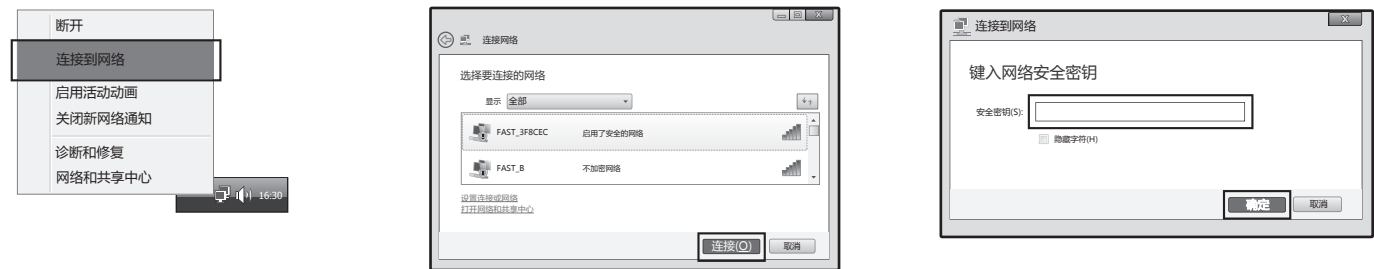 断开
连接到网络
启用活动动画
关闭新网络通知
诊断和修复
网络和共享中心
16:30
连接网络
选择要连接的网络
显示 全部
FAST_3F8CEC 启用了安全的网络
FAST_B 不加密网络
设置连接或网络
打开网络和共享中心
连接(O) 取消
连接到网络
键入网络安全密钥
安全密钥(S):
隐藏字符(H)
确定 取消